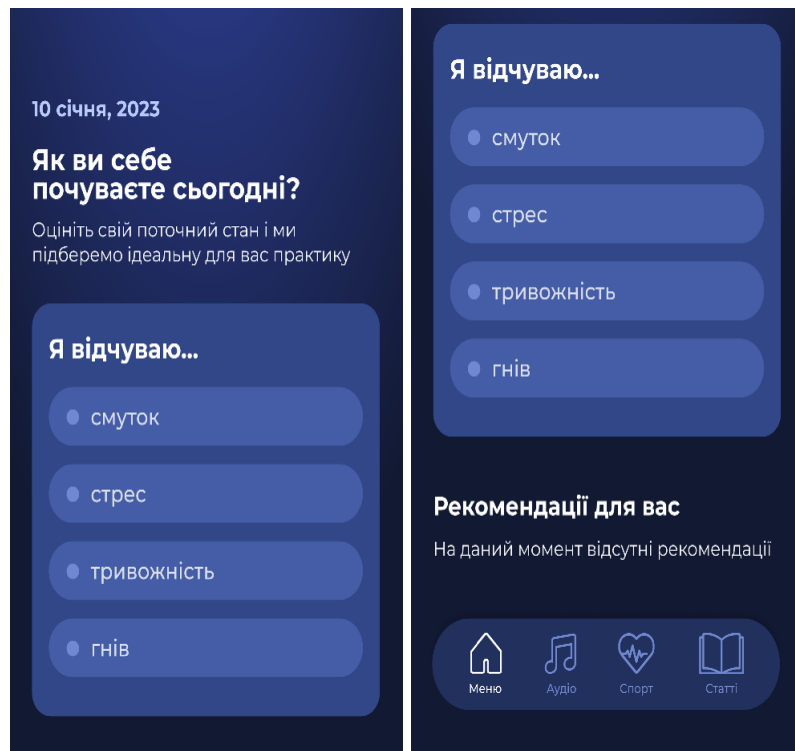 10 січня, 2023
Як ви себе
почуваєте сьогодні?
Оцініть свій поточний стан і ми
підберемо ідеальну для вас практику
Я відчуваю...
смуток
стрес
тривожність
гнів
Я відчуваю...
смуток
стрес
тривожність
гнів
Рекомендації для вас
На даний момент відсутні рекомендації
Меню Аудіо Спорт Статті